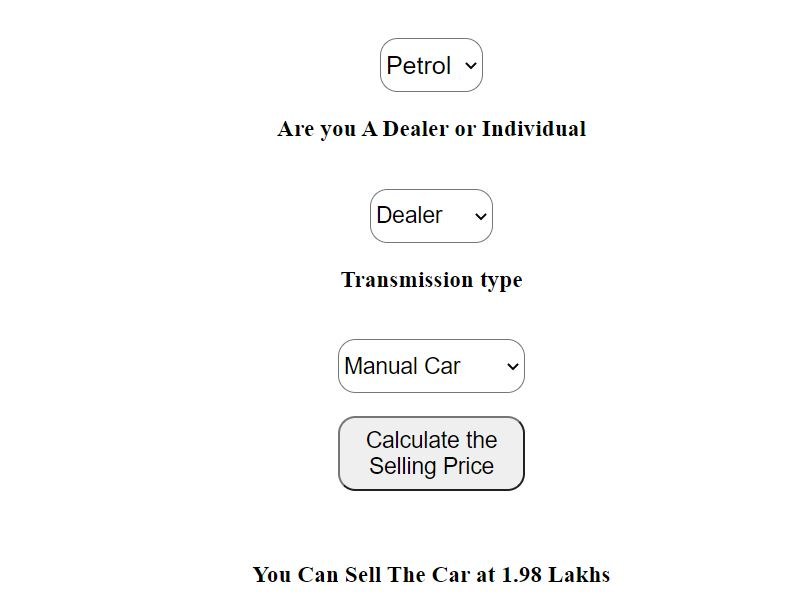 Petrol
Are you A Dealer or Individual
Dealer
Transmission type
Manual Car
Calculate the
Selling Price
You Can Sell The Car at 1.98 Lakhs